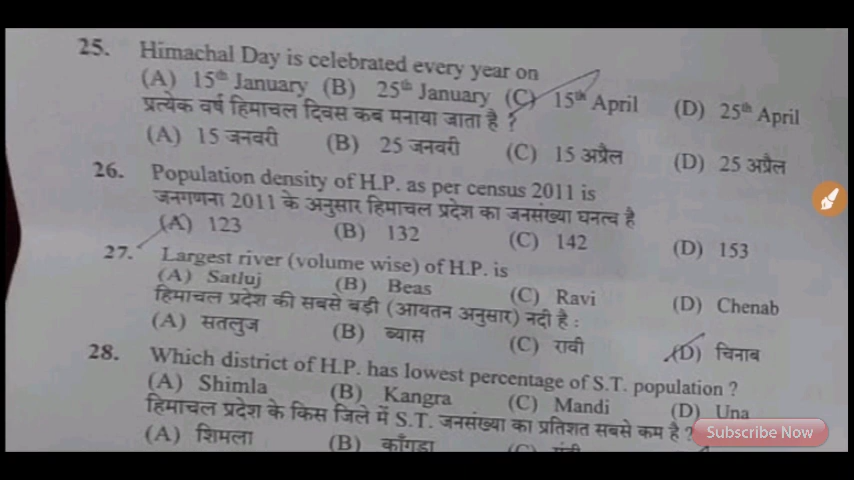 25. Himachal Day is celebrated every year on
(A) 15th January (B) 25th January (C) 15th April (D) 25th April
प्रत्येक वर्ष हिमाचल दिवस कब मनाया जाता है ?
(A) 15 जनवरी (B) 25 जनवरी (C) 15 अप्रैल (D) 25 अप्रैल
26. Population density of H.P. as per census 2011 is
जनगणना 2011 के अनुसार हिमाचल प्रदेश का जनसंख्या घनत्व है
(A) 123 (B) 132 (C) 142 (D) 153
27. Largest river (volume wise) of H.P. is
(A) Satluj (B) Beas (C) Ravi (D) Chenab
हिमाचल प्रदेश की सबसे बड़ी (आयतन अनुसार) नदी है :
(A) सतलुज (B) ब्यास (C) रावी (D) चिनाब
28. Which district of H.P. has lowest percentage of S.T. population ?
(A) Shimla (B) Kangra (C) Mandi (D) Una
हिमाचल प्रदेश के किस जिले में S.T. जनसंख्या का प्रतिशत सबसे कम है ?
(A) शिमला (B) काँगड़ा
Subscribe Now